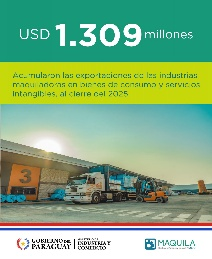 USD 1.309 millones
Acumularon las exportaciones de las industrias
maquiladoras en bienes de consumo y servicios
intangibles, al cierre del 2025
3
GOBIERNO DEL
PARAGUAY
INDUSTRIA Y
COMERCIO
MAQUILA